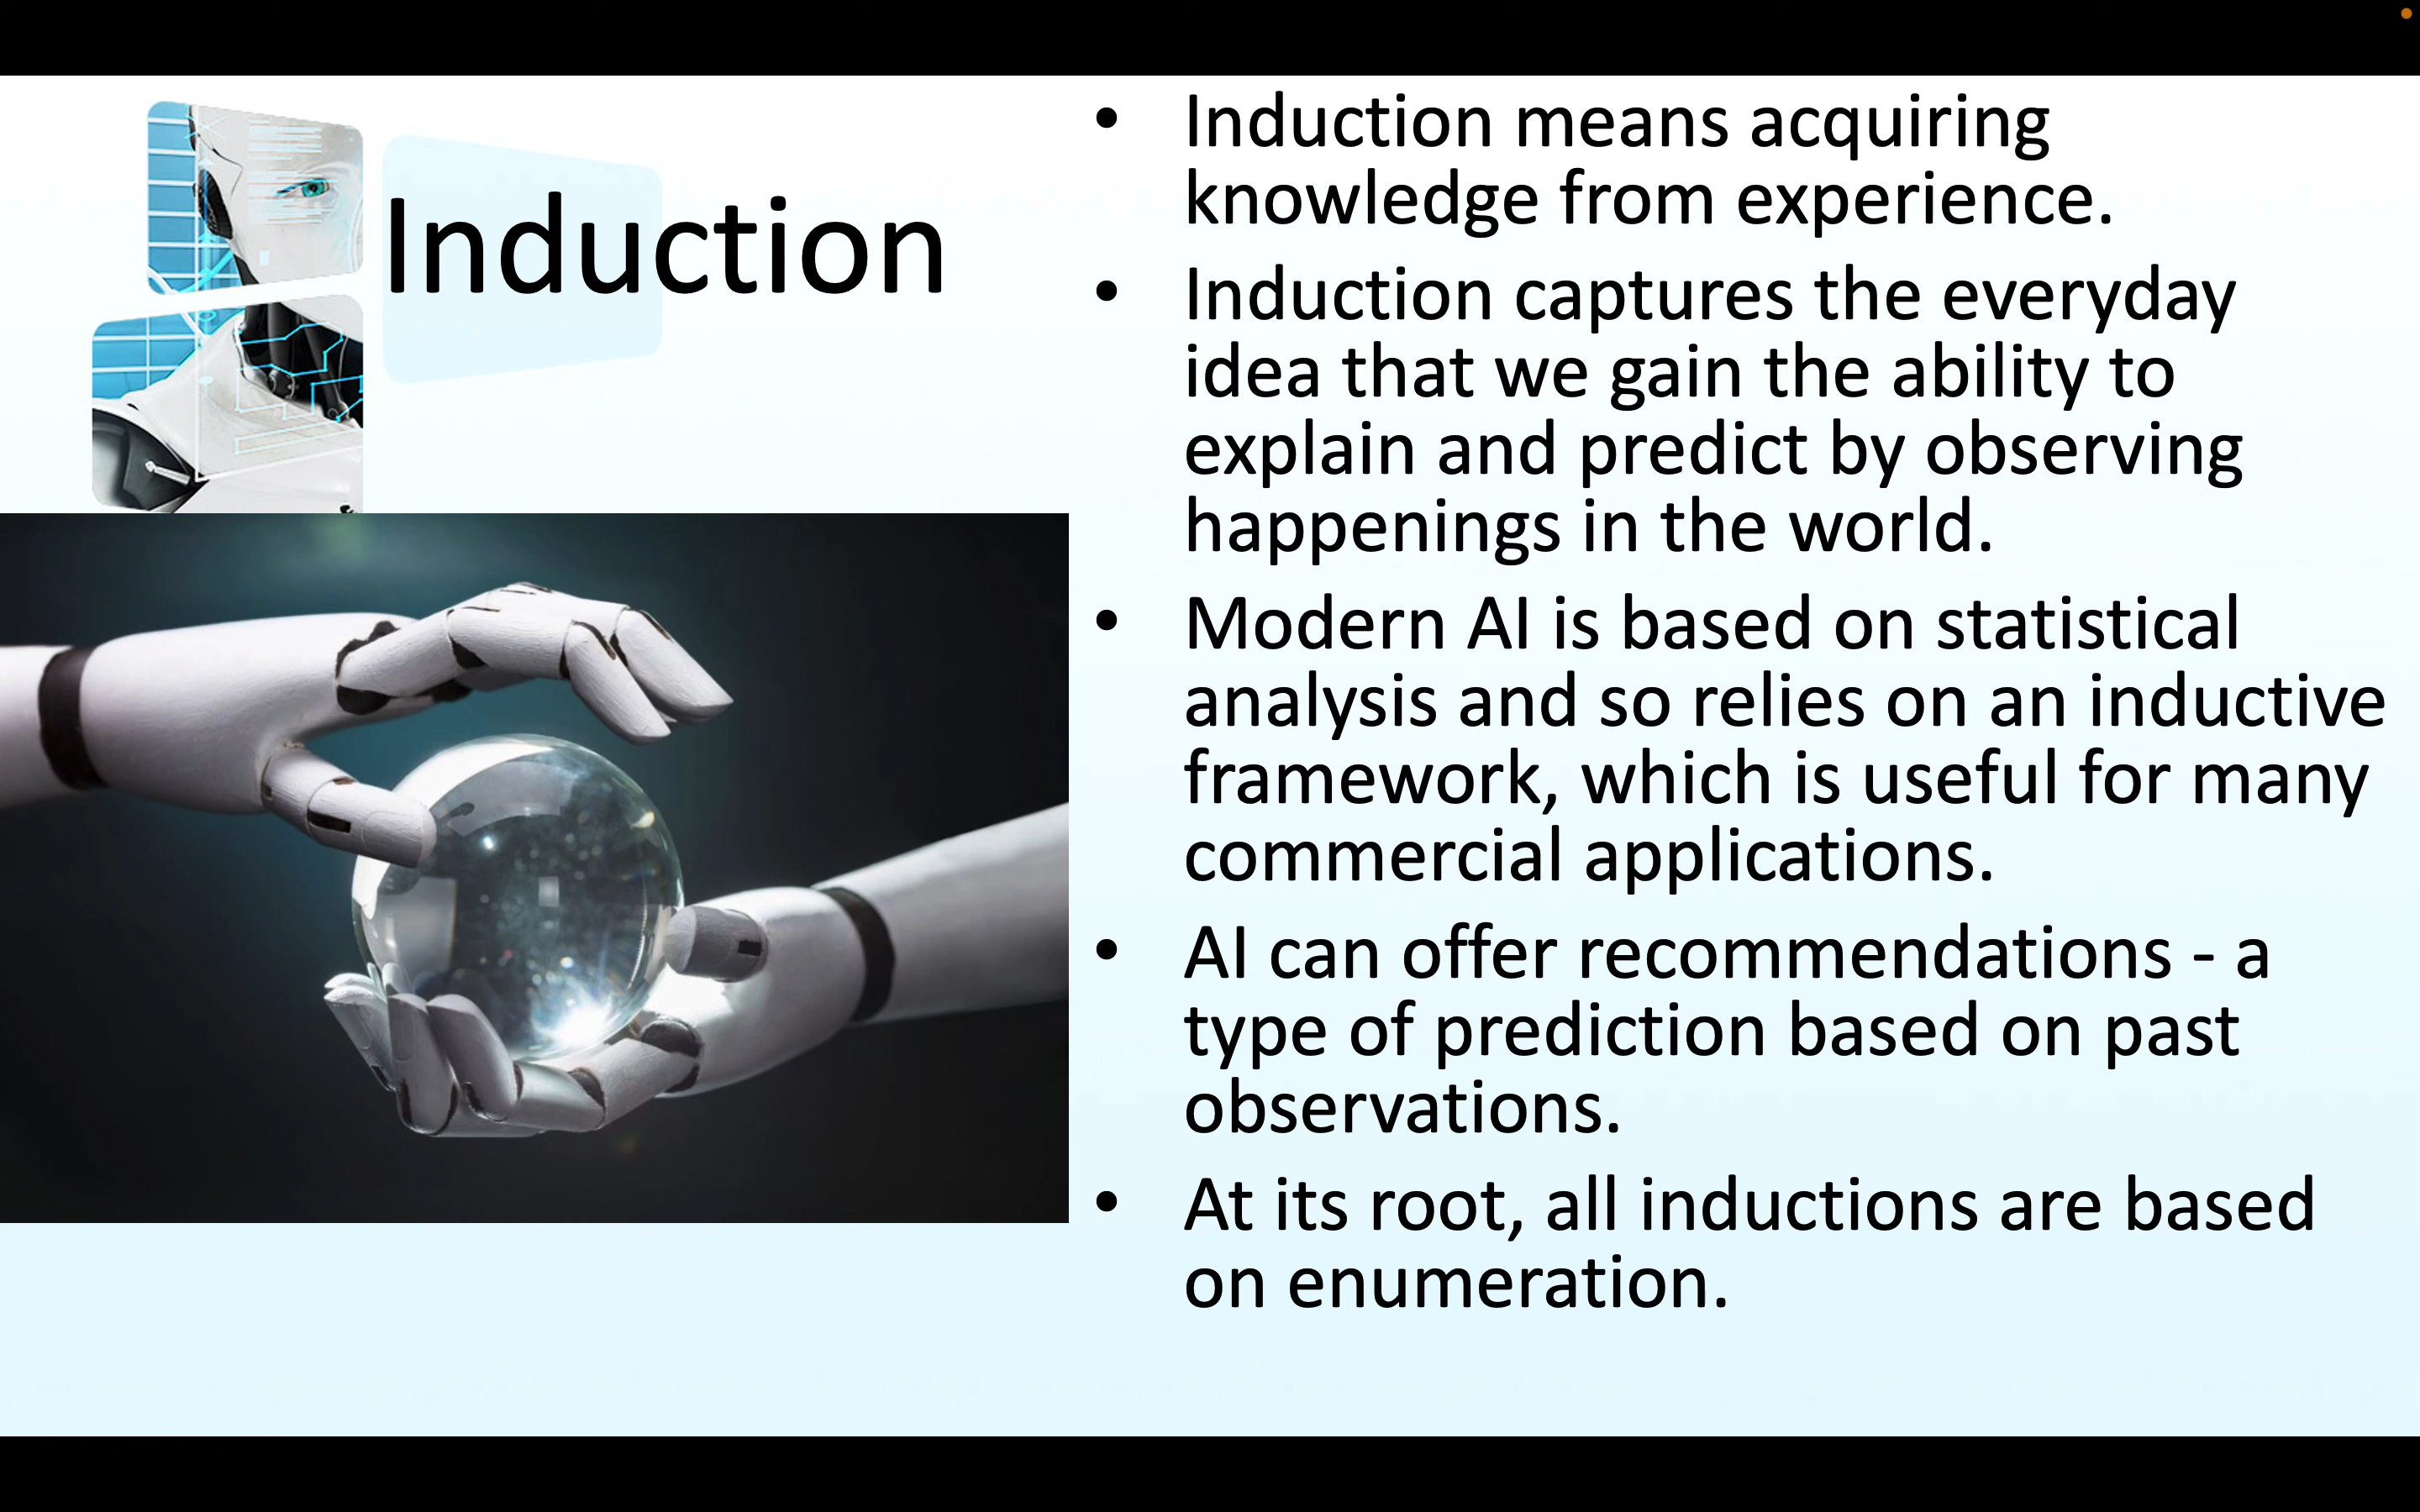 Induction
• Induction means acquiring
knowledge from experience.
• Induction captures the everyday
idea that we gain the ability to
explain and predict by observing
happenings in the world.
• Modern AI is based on statistical
analysis and so relies on an inductive
framework, which is useful for many
commercial applications.
• AI can offer recommendations - a
type of prediction based on past
observations.
• At its root, all inductions are based
on enumeration.